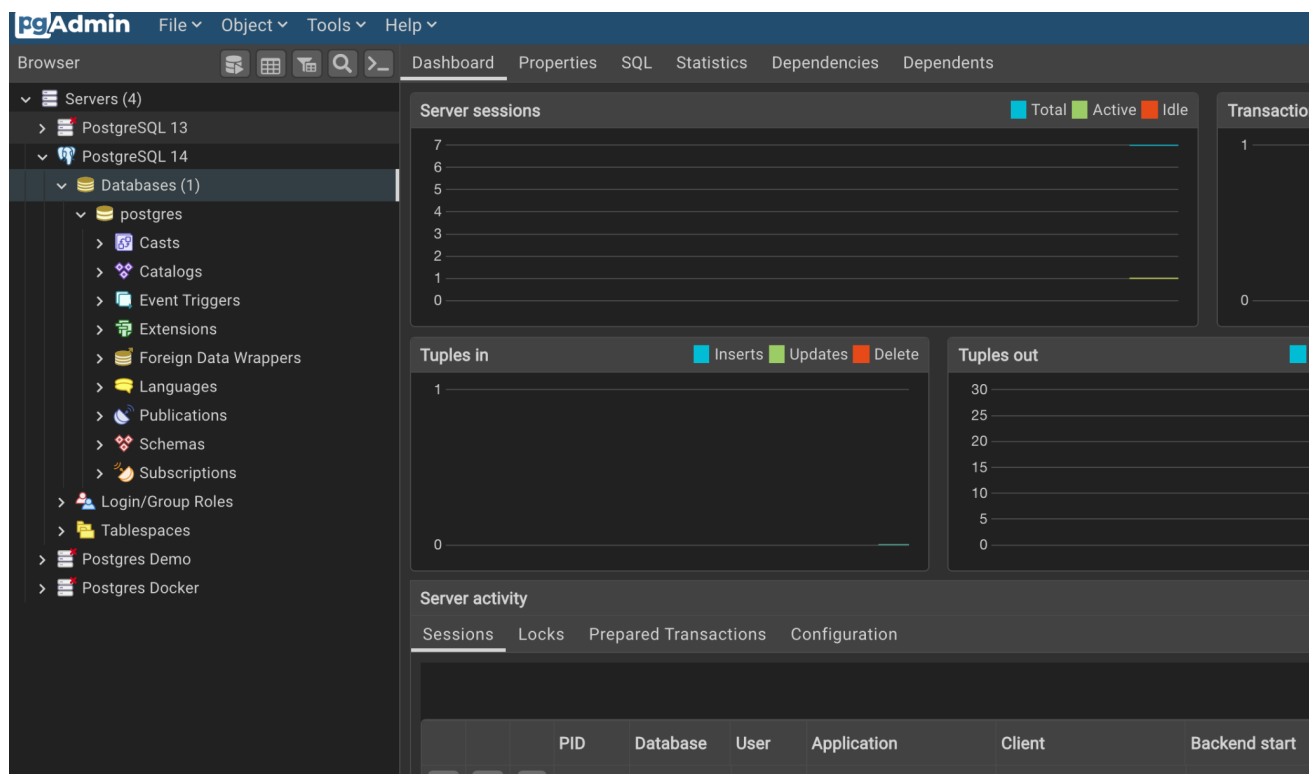 pgAdmin File Object Tools Help
Browser
Dashboard Properties SQL Statistics Dependencies Dependents
Servers (4)
PostgreSQL 13
PostgreSQL 14
Databases (1)
postgres
Casts
Catalogs
Event Triggers
Extensions
Foreign Data Wrappers
Languages
Publications
Schemas
Subscriptions
Login/Group Roles
Tablespaces
Postgres Demo
Postgres Docker
Server sessions Total Active Idle
7
6
5
4
3
2
1
0
Transactio
1
0
Tuples in Inserts Updates Delete
1
0
Tuples out
30
25
20
15
10
5
0
Server activity
Sessions Locks Prepared Transactions Configuration
PID Database User Application Client Backend start